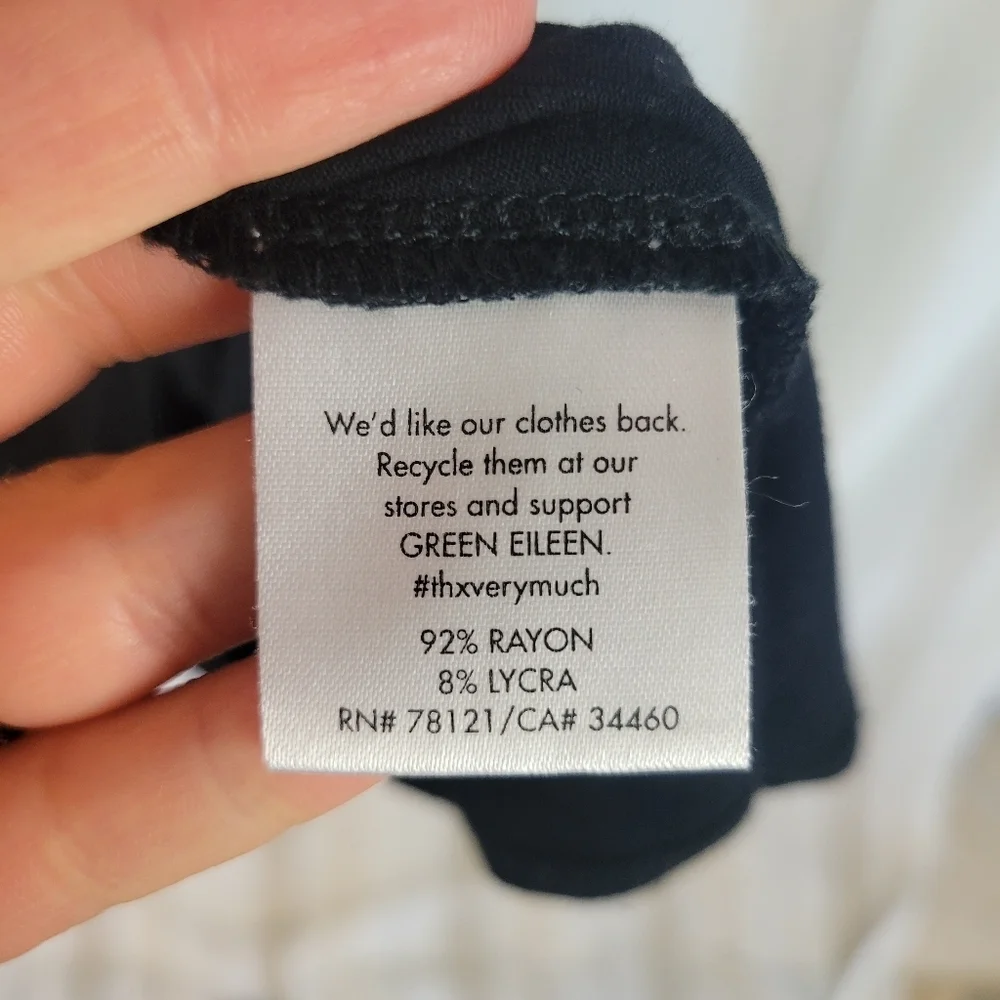 We'd like our clothes back.
Recycle them at our
stores and support
GREEN EILEEN.
#thxverymuch
92% RAYON
8% LYCRA
RN# 78121/CA# 34460